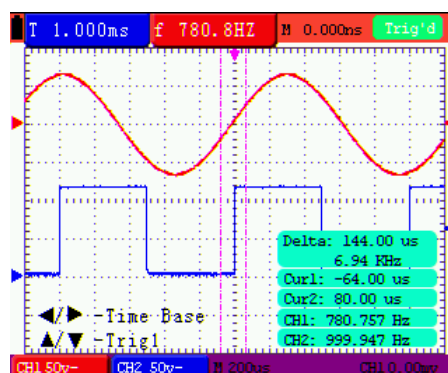 T 1.000ms f 780.8HZ M 0.000ns Trig'd
Delta: 144.00 us
6.94 KHz
Cur1: -64.00 us
Cur2: 80.00 us
CH1: 780.757 Hz
CH2: 999.947 Hz
◀/▶ -Time Base
▲/▼ -Trig1
CH1 50v~ CH2 50v~ M 200us CH1 0.00mv